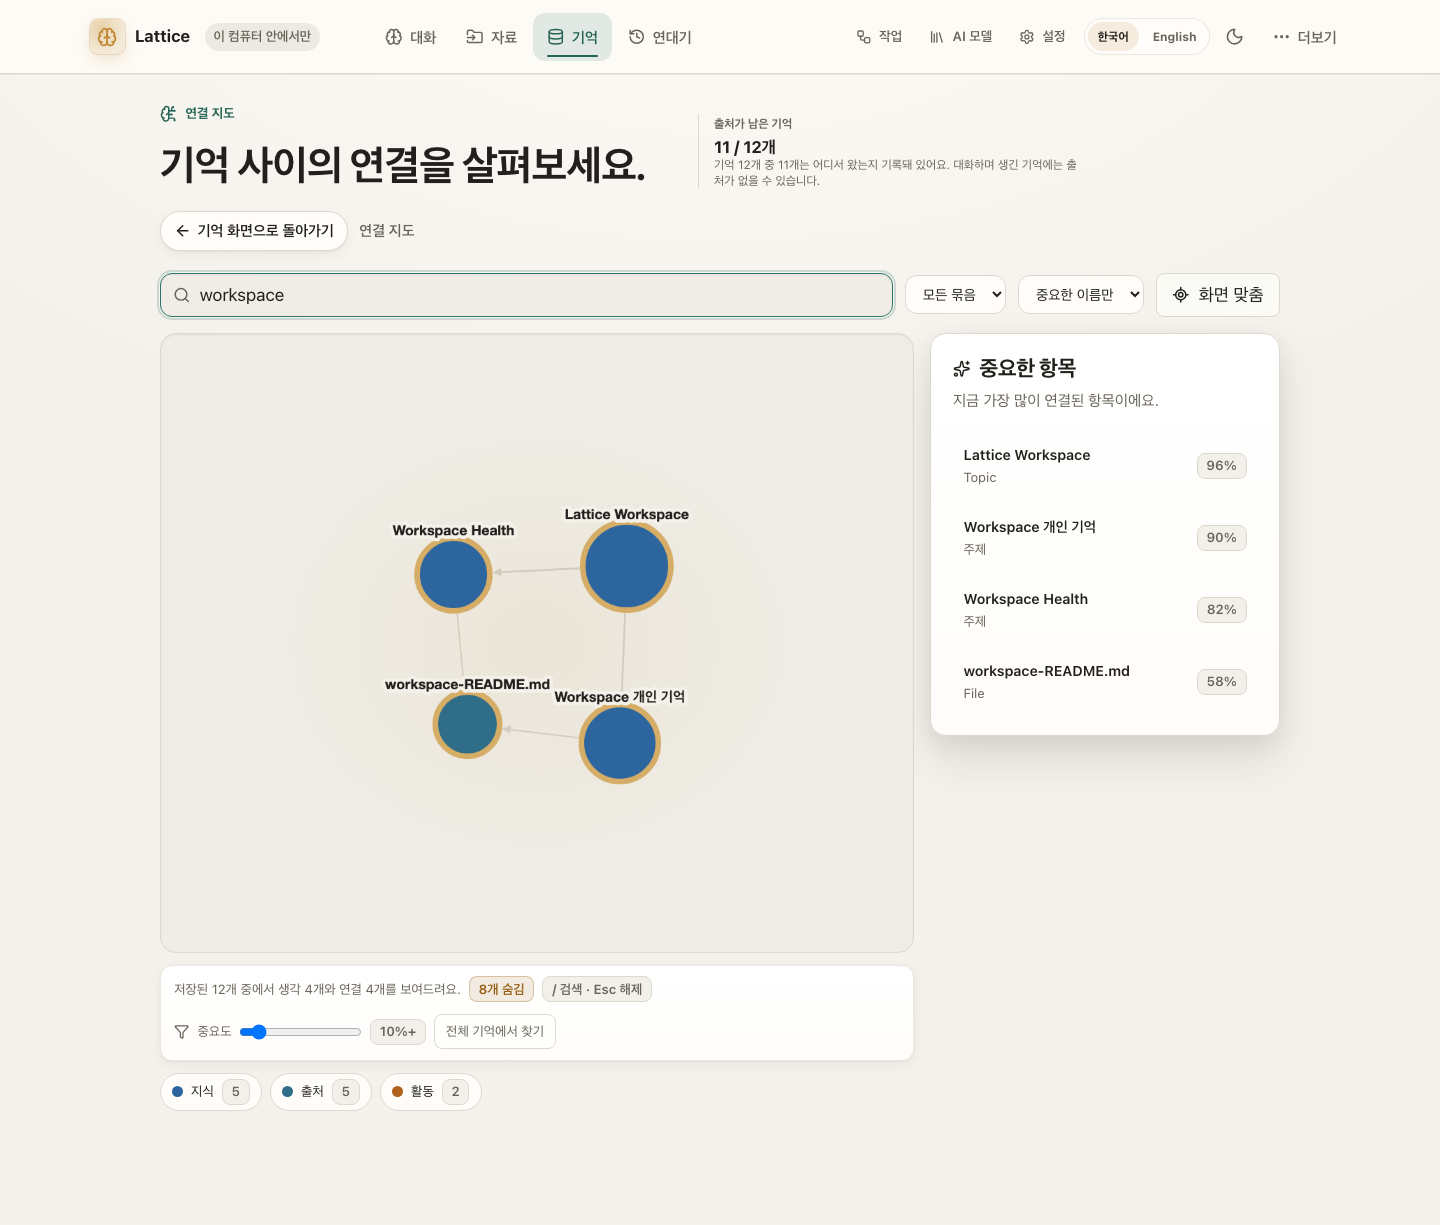 Lattice
이 컴퓨터 안에서만
대화
자료
기억
연대기
작업
AI 모델
설정
한국어
English
더보기
연결 지도
기억 사이의 연결을 살펴보세요.
출처가 남은 기억
11 / 12개
기억 12개 중 11개는 어디서 왔는지 기록돼 있어요. 대화하며 생긴 기억에는 출
처가 없을 수 있습니다.
기억 화면으로 돌아가기
연결 지도
workspace
모든 묶음
중요한 이름만
화면 맞춤
Workspace Health
Lattice Workspace
workspace-README.md
Workspace 개인 기억
중요한 항목
지금 가장 많이 연결된 항목이에요.
Lattice Workspace
Topic
96%
Workspace 개인 기억
주제
90%
Workspace Health
주제
82%
workspace-README.md
File
58%
저장된 12개 중에서 생각 4개와 연결 4개를 보여드려요.
8개 숨김
/ 검색 · Esc 해제
중요도
10%+
전체 기억에서 찾기
지식 5
출처 5
활동 2